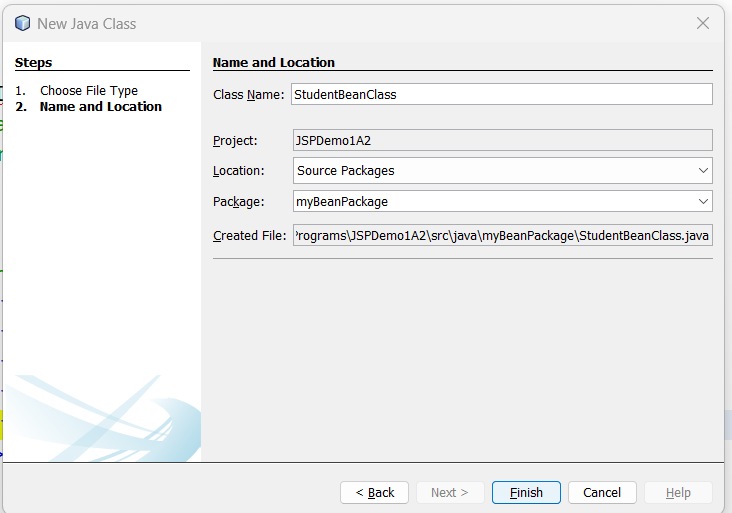 New Java Class
Steps
1. Choose File Type
2. Name and Location
Name and Location
Class Name: StudentBeanClass
Project: JSPDemo1A2
Location: Source Packages
Package: myBeanPackage
Created File: Programs\JSPDemo1A2\src\java\myBeanPackage\StudentBeanClass.java
< Back Next > Finish Cancel Help